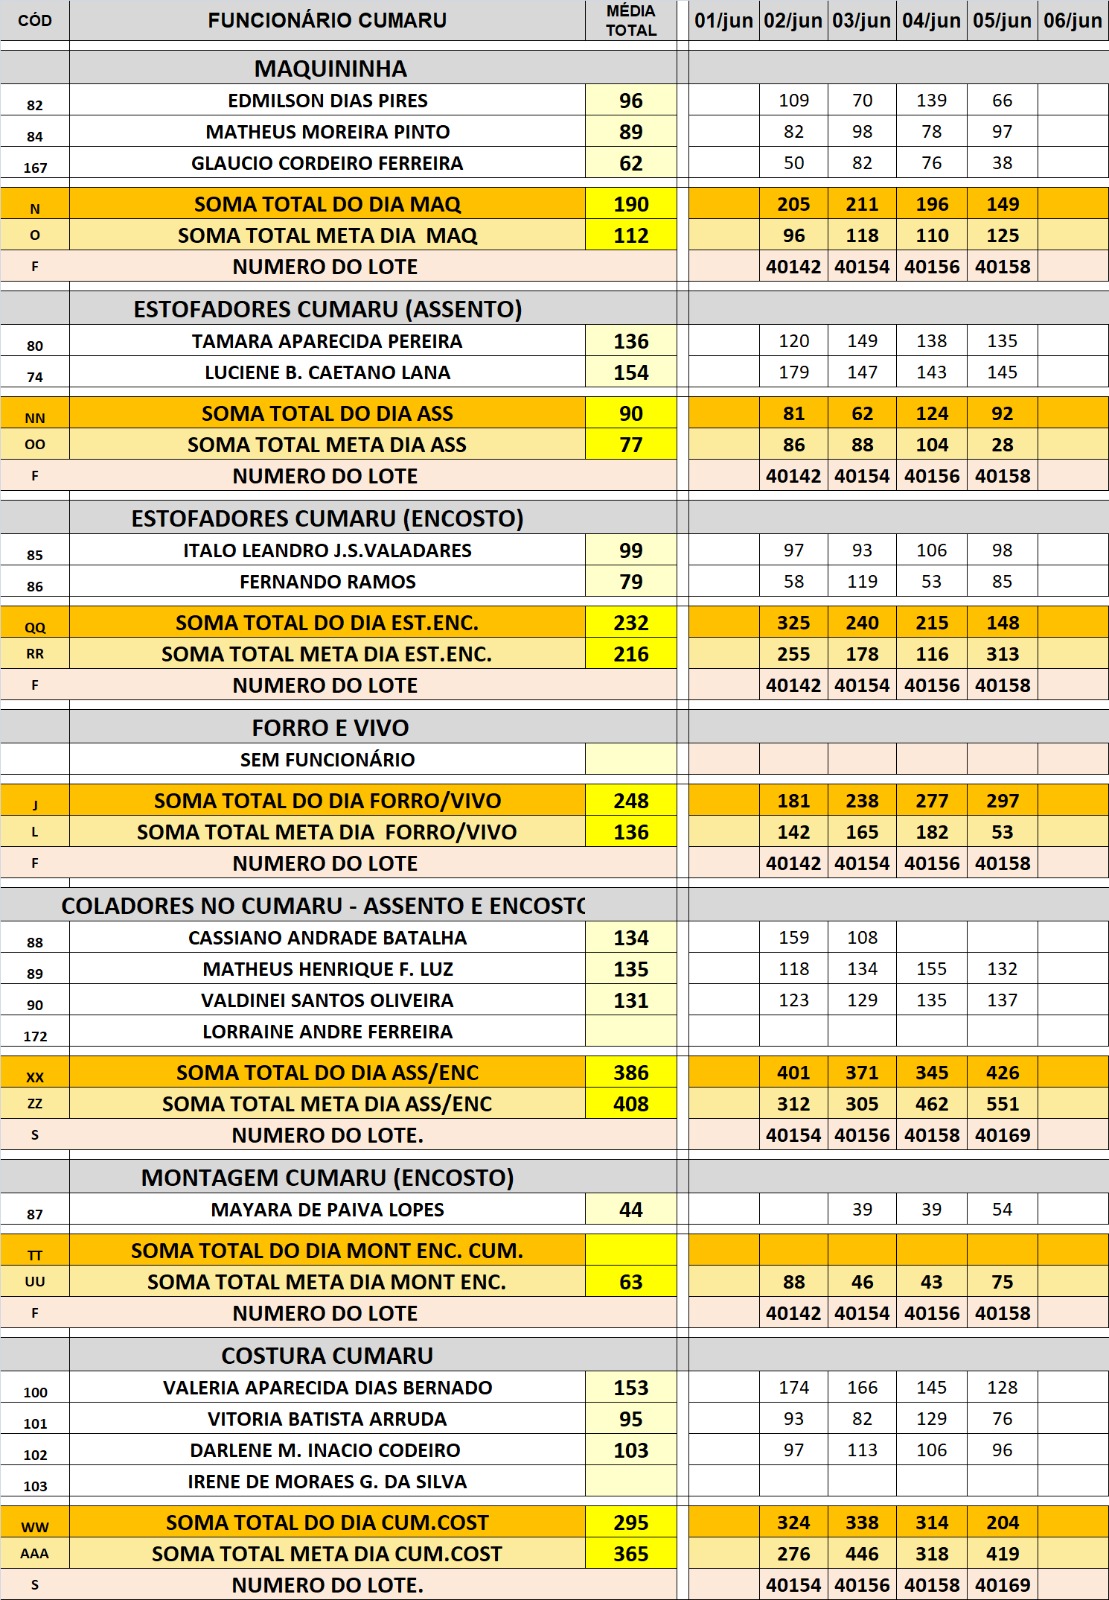 CÓD FUNCIONÁRIO CUMARU MÉDIA TOTAL 01/jun 02/jun 03/jun 04/jun 05/jun 06/jun
MAQUININHA
82 EDMILSON DIAS PIRES 96 109 70 139 66
84 MATHEUS MOREIRA PINTO 89 82 98 78 97
167 GLAUCIO CORDEIRO FERREIRA 62 50 82 76 38
N SOMA TOTAL DO DIA MAQ 190 205 211 196 149
O SOMA TOTAL META DIA MAQ 112 96 118 110 125
F NUMERO DO LOTE 40142 40154 40156 40158
ESTOFADORES CUMARU (ASSENTO)
80 TAMARA APARECIDA PEREIRA 136 120 149 138 135
74 LUCIENE B. CAETANO LANA 154 179 147 143 145
NN SOMA TOTAL DO DIA ASS 90 81 62 124 92
OO SOMA TOTAL META DIA ASS 77 86 88 104 28
F NUMERO DO LOTE 40142 40154 40156 40158
ESTOFADORES CUMARU (ENCOSTO)
85 ITALO LEANDRO J.S.VALADARES 99 97 93 106 98
86 FERNANDO RAMOS 79 58 119 53 85
QQ SOMA TOTAL DO DIA EST.ENC. 232 325 240 215 148
RR SOMA TOTAL META DIA EST.ENC. 216 255 178 116 313
F NUMERO DO LOTE 40142 40154 40156 40158
FORRO E VIVO
SEM FUNCIONÁRIO
J SOMA TOTAL DO DIA FORRO/VIVO 248 181 238 277 297
L SOMA TOTAL META DIA FORRO/VIVO 136 142 165 182 53
F NUMERO DO LOTE 40142 40154 40156 40158
COLADORES NO CUMARU - ASSENTO E ENCOSTO
88 CASSIANO ANDRADE BATALHA 134 159 108
89 MATHEUS HENRIQUE F. LUZ 135 118 134 155 132
90 VALDINEI SANTOS OLIVEIRA 131 123 129 135 137
172 LORRAINE ANDRE FERREIRA
XX SOMA TOTAL DO DIA ASS/ENC 386 401 371 345 426
ZZ SOMA TOTAL META DIA ASS/ENC 408 312 305 462 551
S NUMERO DO LOTE. 40154 40156 40158 40169
MONTAGEM CUMARU (ENCOSTO)
87 MAYARA DE PAIVA LOPES 44 39 39 54
TT SOMA TOTAL DO DIA MONT ENC. CUM.
UU SOMA TOTAL META DIA MONT ENC. 63 88 46 43 75
F NUMERO DO LOTE 40142 40154 40156 40158
COSTURA CUMARU
100 VALERIA APARECIDA DIAS BERNADO 153 174 166 145 128
101 VITORIA BATISTA ARRUDA 95 93 82 129 76
102 DARLENE M. INACIO CODEIRO 103 97 113 106 96
103 IRENE DE MORAES G. DA SILVA
WW SOMA TOTAL DO DIA CUM.COST 295 324 338 314 204
AAA SOMA TOTAL META DIA CUM.COST 365 276 446 318 419
S NUMERO DO LOTE. 40154 40156 40158 40169